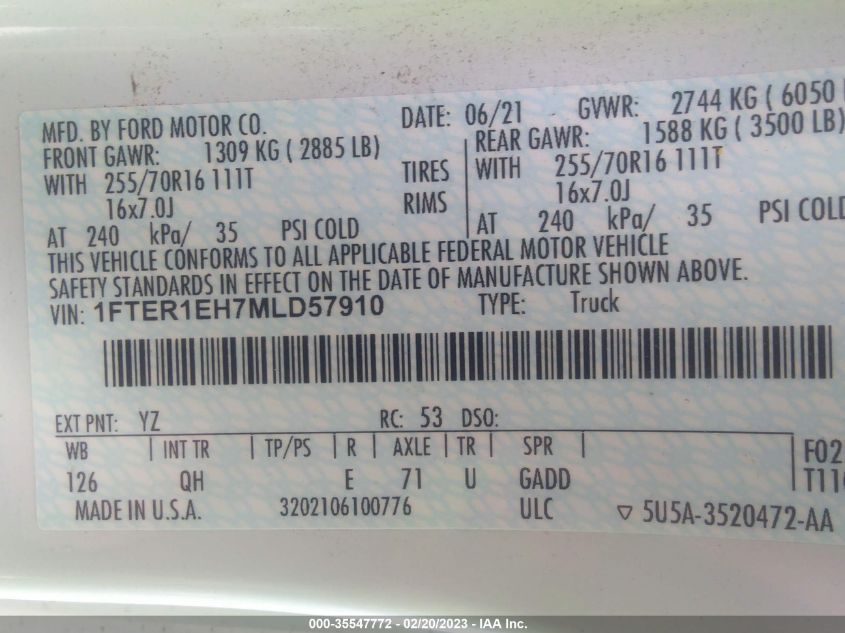 MFD. BY FORD MOTOR CO. DATE: 06/21 GVWR: 2744 KG ( 6050
FRONT GAWR: 1309 KG ( 2885 LB) REAR GAWR: 1588 KG ( 3500 LB)
WITH 255/70R16 111T TIRES WITH 255/70R16 111T
16x7.0J RIMS 16x7.0J
AT 240 kPa/ 35 PSI COLD AT 240 kPa/ 35 PSI COLD
THIS VEHICLE CONFORMS TO ALL APPLICABLE FEDERAL MOTOR VEHICLE
SAFETY STANDARDS IN EFFECT ON THE DATE OF MANUFACTURE SHOWN ABOVE.
VIN: 1FTER1EH7MLD57910 TYPE: Truck
EXT PNT: YZ RC: 53 DSO:
WB INT TR TP/PS R AXLE TR SPR
126 QH E 71 U GADD
MADE IN U.S.A. 3202106100776 ULC ▽ 5U5A-3520472-AA
000-35547772 - 02/20/2023 - IAA Inc.